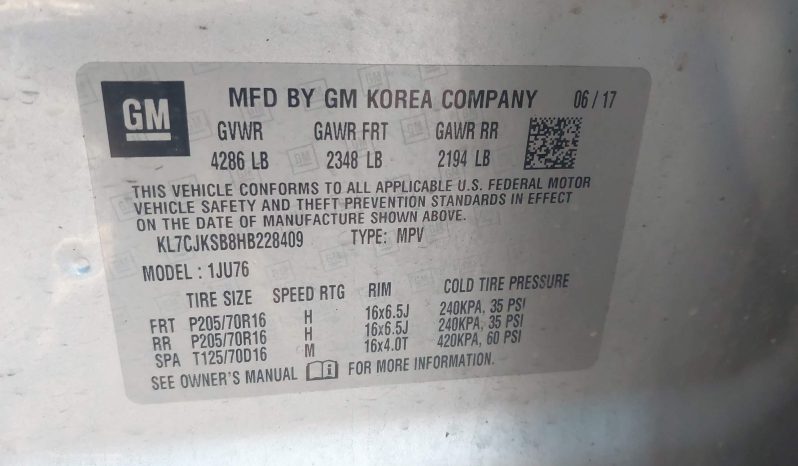 GM MFD BY GM KOREA COMPANY 06 / 17
GVWR GAWR FRT GAWR RR
4286 LB 2348 LB 2194 LB
THIS VEHICLE CONFORMS TO ALL APPLICABLE U.S. FEDERAL MOTOR
VEHICLE SAFETY AND THEFT PREVENTION STANDARDS IN EFFECT
ON THE DATE OF MANUFACTURE SHOWN ABOVE.
KL7CJKSB8HB228409 TYPE: MPV
MODEL : 1JU76
TIRE SIZE SPEED RTG RIM COLD TIRE PRESSURE
FRT P205/70R16 H 16x6.5J 240KPA, 35 PSI
RR P205/70R16 H 16x6.5J 240KPA, 35 PSI
SPA T125/70D16 M 16x4.0T 420KPA, 60 PSI
SEE OWNER'S MANUAL FOR MORE INFORMATION.